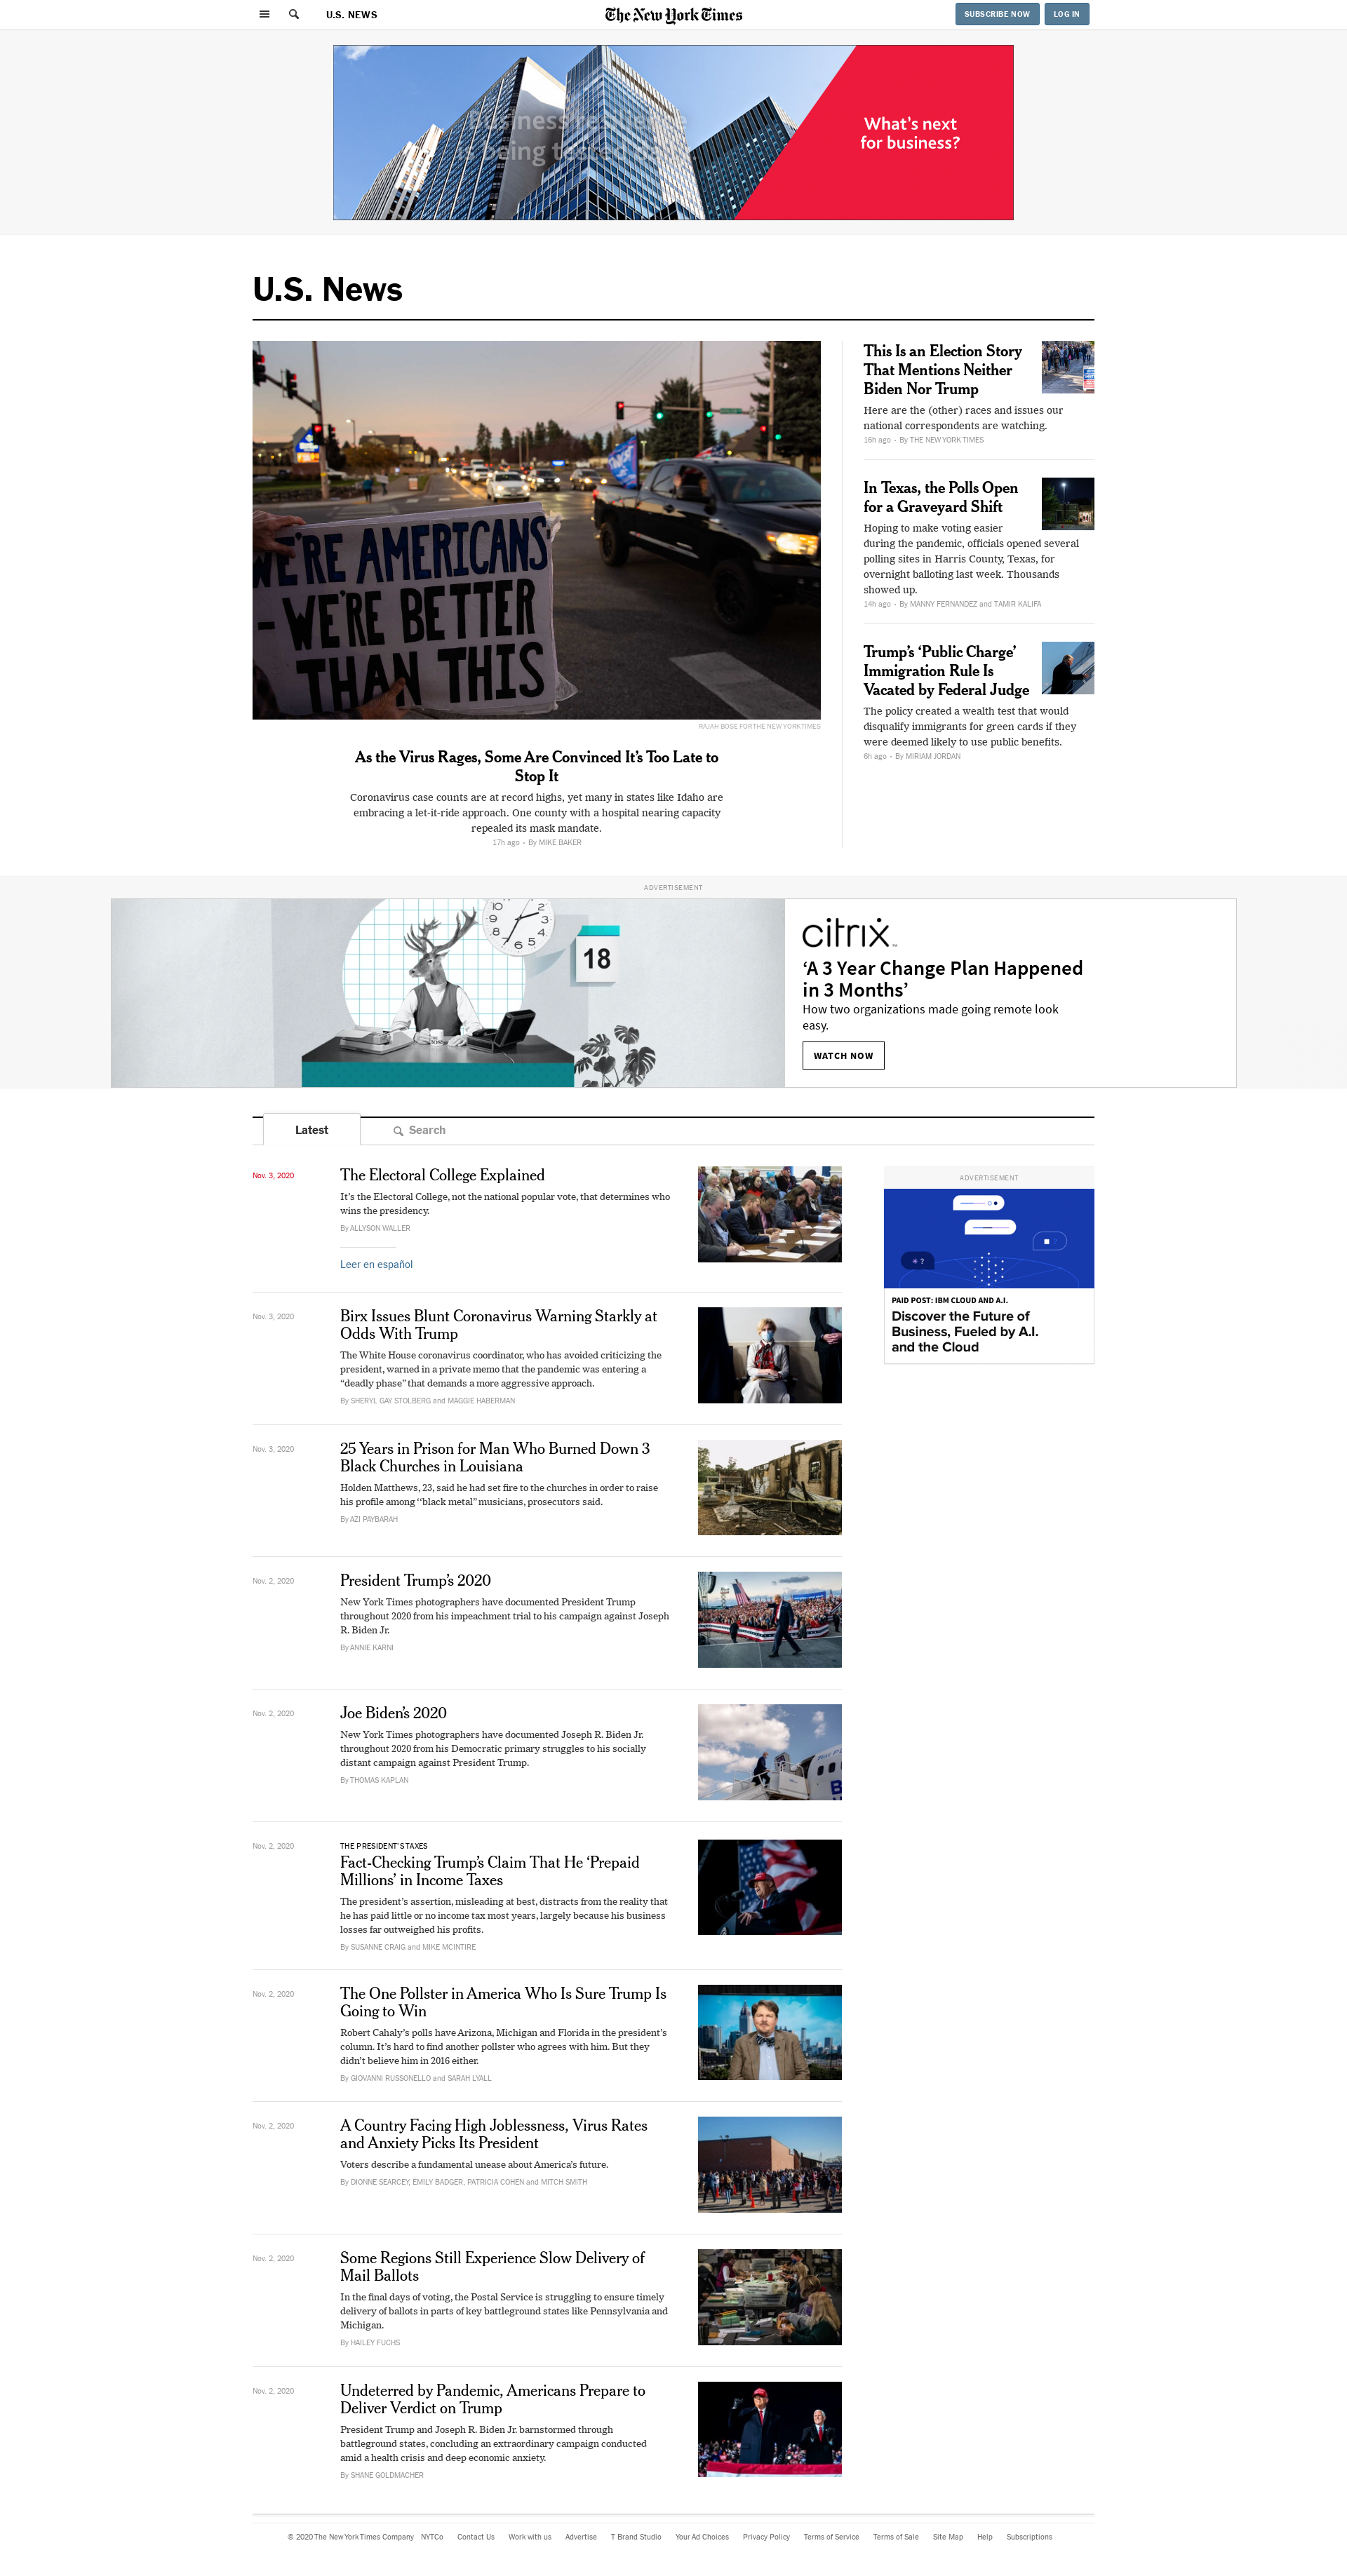 U.S. NEWS
The New York Times
SUBSCRIBE NOW
LOG IN
What's next
for business?
U.S. News
'RE AMERICANS
WE'RE BETTER
THAN THIS
RAJAH BOSE FOR THE NEW YORK TIMES
As the Virus Rages, Some Are Convinced It’s Too Late to
Stop It
Coronavirus case counts are at record highs, yet many in states like Idaho are
embracing a let-it-ride approach. One county with a hospital nearing capacity
repealed its mask mandate.
17h ago • By MIKE BAKER
This Is an Election Story
That Mentions Neither
Biden Nor Trump
Here are the (other) races and issues our
national correspondents are watching.
16h ago • By THE NEW YORK TIMES
In Texas, the Polls Open
for a Graveyard Shift
Hoping to make voting easier
during the pandemic, officials opened several
polling sites in Harris County, Texas, for
overnight balloting last week. Thousands
showed up.
14h ago • By MANNY FERNANDEZ and TAMIR KALIFA
Trump’s ‘Public Charge’
Immigration Rule Is
Vacated by Federal Judge
The policy created a wealth test that would
disqualify immigrants for green cards if they
were deemed likely to use public benefits.
6h ago • By MIRIAM JORDAN
ADVERTISEMENT
18
citrix
‘A 3 Year Change Plan Happened
in 3 Months’
How two organizations made going remote look
easy.
WATCH NOW
Latest
Search
Nov. 3, 2020
The Electoral College Explained
It’s the Electoral College, not the national popular vote, that determines who
wins the presidency.
By ALLYSON WALLER
Leer en español
ADVERTISEMENT
PAID POST: IBM CLOUD AND A.I.
Discover the Future of
Business, Fueled by A.I.
and the Cloud
Nov. 3, 2020
Birx Issues Blunt Coronavirus Warning Starkly at
Odds With Trump
The White House coronavirus coordinator, who has avoided criticizing the
president, warned in a private memo that the pandemic was entering a
“deadly phase” that demands a more aggressive approach.
By SHERYL GAY STOLBERG and MAGGIE HABERMAN
Nov. 3, 2020
25 Years in Prison for Man Who Burned Down 3
Black Churches in Louisiana
Holden Matthews, 23, said he had set fire to the churches in order to raise
his profile among “black metal” musicians, prosecutors said.
By AZI PAYBARAH
Nov. 2, 2020
President Trump’s 2020
New York Times photographers have documented President Trump
throughout 2020 from his impeachment trial to his campaign against Joseph
R. Biden Jr.
By ANNIE KARNI
Nov. 2, 2020
Joe Biden’s 2020
New York Times photographers have documented Joseph R. Biden Jr.
throughout 2020 from his Democratic primary struggles to his socially
distant campaign against President Trump.
By THOMAS KAPLAN
Nov. 2, 2020
THE PRESIDENT’S TAXES
Fact-Checking Trump’s Claim That He ‘Prepaid
Millions’ in Income Taxes
The president’s assertion, misleading at best, distracts from the reality that
he has paid little or no income tax most years, largely because his business
losses far outweighed his profits.
By SUSANNE CRAIG and MIKE MCINTIRE
Nov. 2, 2020
The One Pollster in America Who Is Sure Trump Is
Going to Win
Robert Cahaly’s polls have Arizona, Michigan and Florida in the president’s
column. It’s hard to find another pollster who agrees with him. But they
didn’t believe him in 2016 either.
By GIOVANNI RUSSONELLO and SARAH LYALL
Nov. 2, 2020
A Country Facing High Joblessness, Virus Rates
and Anxiety Picks Its President
Voters describe a fundamental unease about America’s future.
By DIONNE SEARCEY, EMILY BADGER, PATRICIA COHEN and MITCH SMITH
Nov. 2, 2020
Some Regions Still Experience Slow Delivery of
Mail Ballots
In the final days of voting, the Postal Service is struggling to ensure timely
delivery of ballots in parts of key battleground states like Pennsylvania and
Michigan.
By HAILEY FUCHS
Nov. 2, 2020
Undeterred by Pandemic, Americans Prepare to
Deliver Verdict on Trump
President Trump and Joseph R. Biden Jr. barnstormed through
battleground states, concluding an extraordinary campaign conducted
amid a health crisis and deep economic anxiety.
By SHANE GOLDMACHER
© 2020 The New York Times Company NYTCo Contact Us Work with us Advertise T Brand Studio Your Ad Choices Privacy Policy Terms of Service Terms of Sale Site Map Help Subscriptions